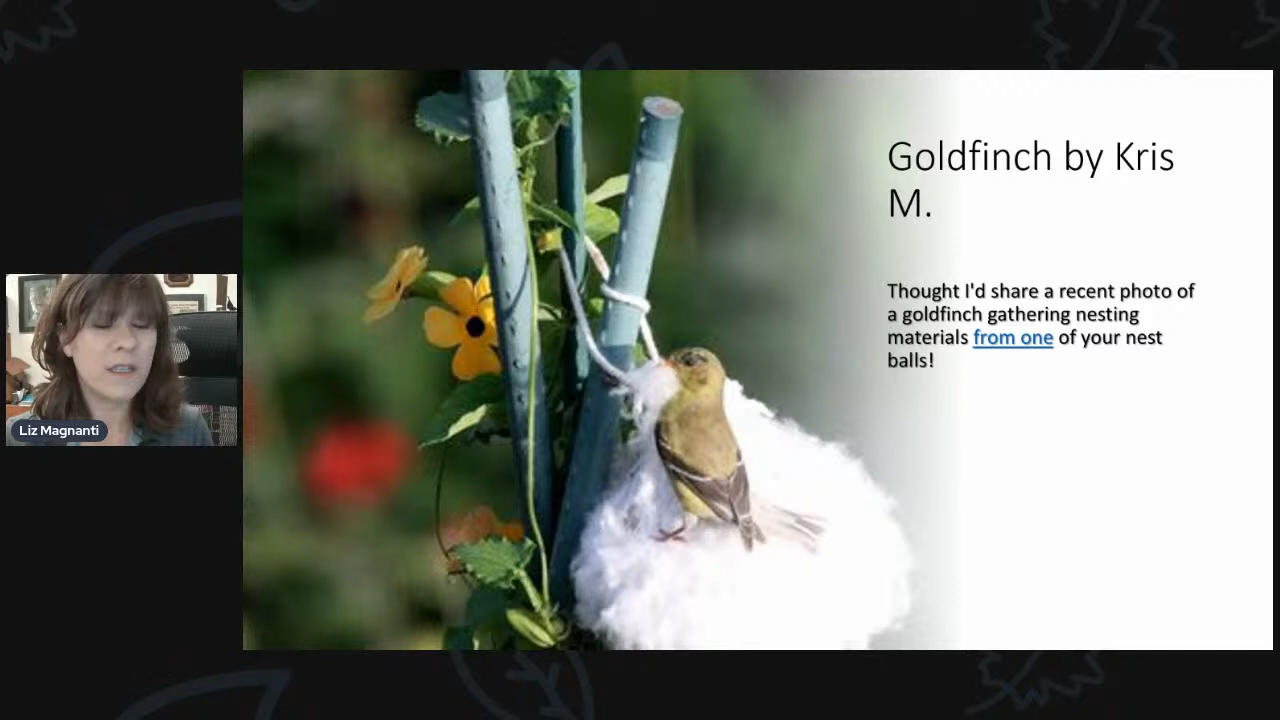 Goldfinch by Kris
M.
Thought I'd share a recent photo of
a goldfinch gathering nesting
materials from one of your nest
balls!
Liz Magnanti